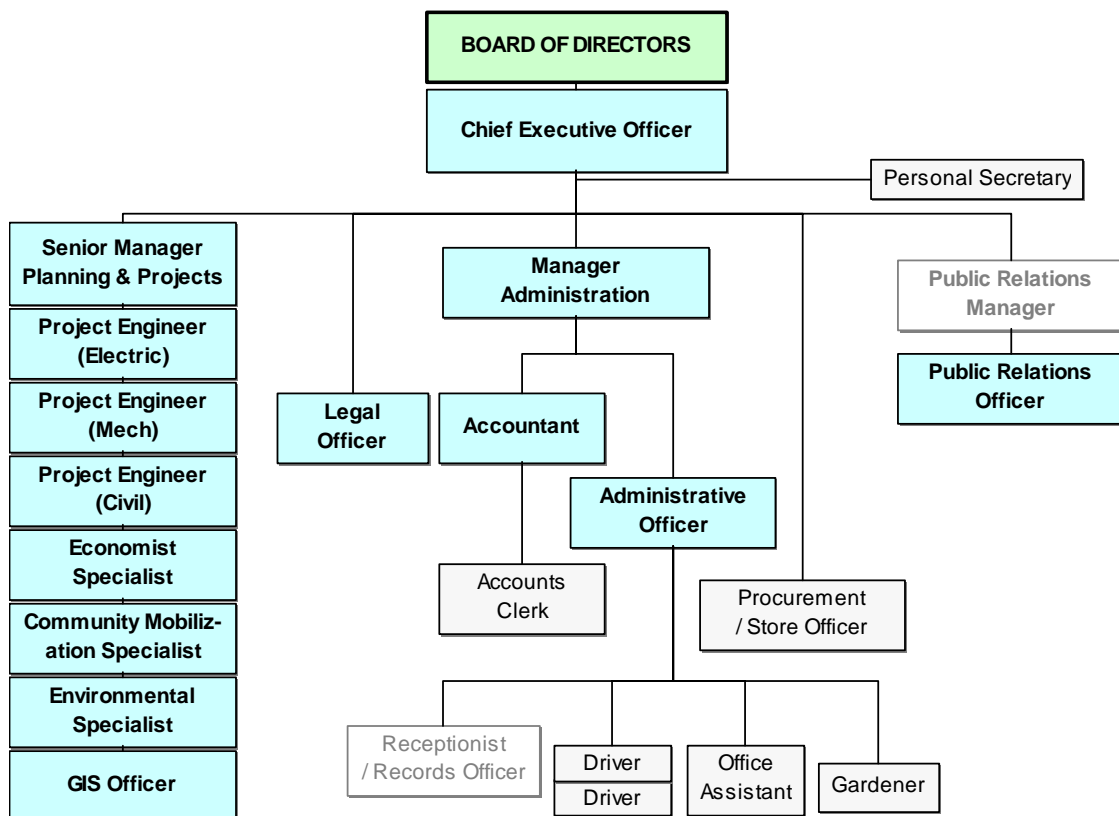 BOARD OF DIRECTORS
Chief Executive Officer
Personal Secretary
Senior Manager
Planning & Projects
Project Engineer
(Electric)
Project Engineer
(Mech)
Project Engineer
(Civil)
Economist
Specialist
Community Mobiliz-
ation Specialist
Environmental
Specialist
GIS Officer
Legal
Officer
Manager
Administration
Accountant
Accounts
Clerk
Administrative
Officer
Receptionist
/ Records Officer
Driver
Driver
Office
Assistant
Gardener
Procurement
/ Store Officer
Public Relations
Manager
Public Relations
Officer